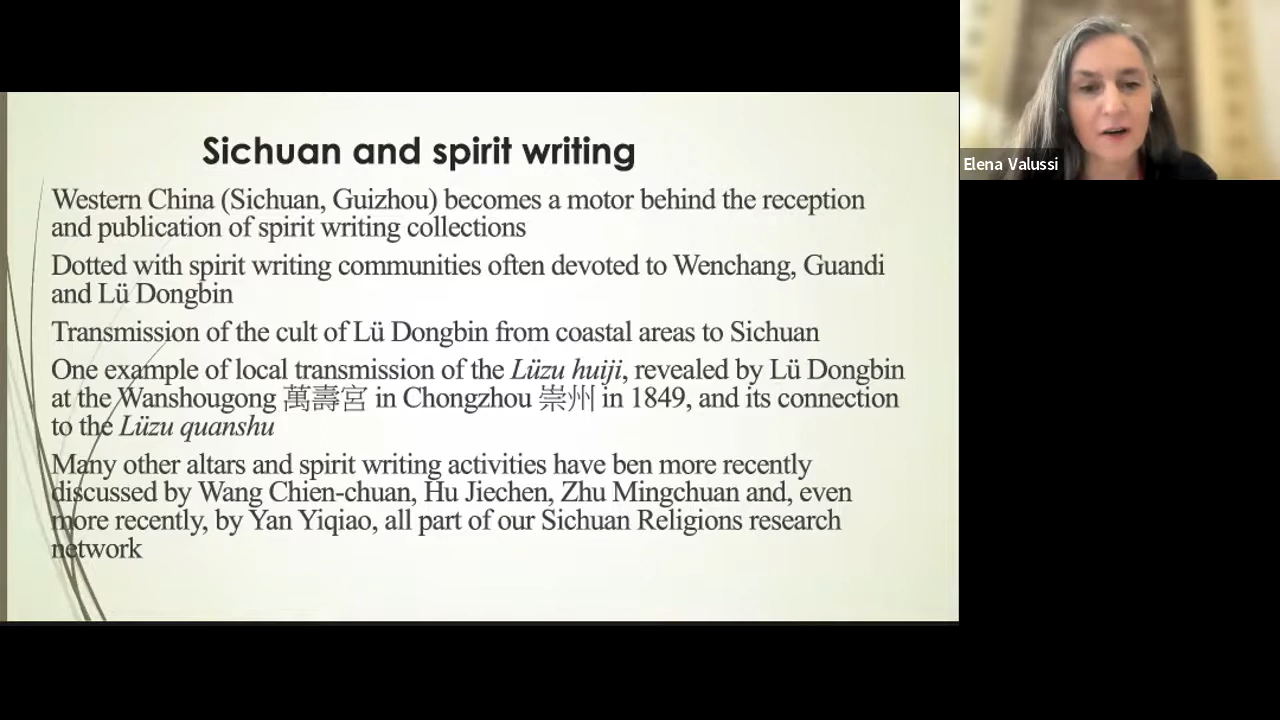 Sichuan and spirit writing
Western China (Sichuan, Guizhou) becomes a motor behind the reception
and publication of spirit writing collections
Dotted with spirit writing communities often devoted to Wenchang, Guandi
and Lü Dongbin
Transmission of the cult of Lü Dongbin from coastal areas to Sichuan
One example of local transmission of the Lüzu huiji, revealed by Lü Dongbin
at the Wanshougong 萬壽宮 in Chongzhou 崇州 in 1849, and its connection
to the Lüzu quanshu
Many other altars and spirit writing activities have ben more recently
discussed by Wang Chien-chuan, Hu Jiechen, Zhu Mingchuan and, even
more recently, by Yan Yiqiao, all part of our Sichuan Religions research
network
Elena Valussi